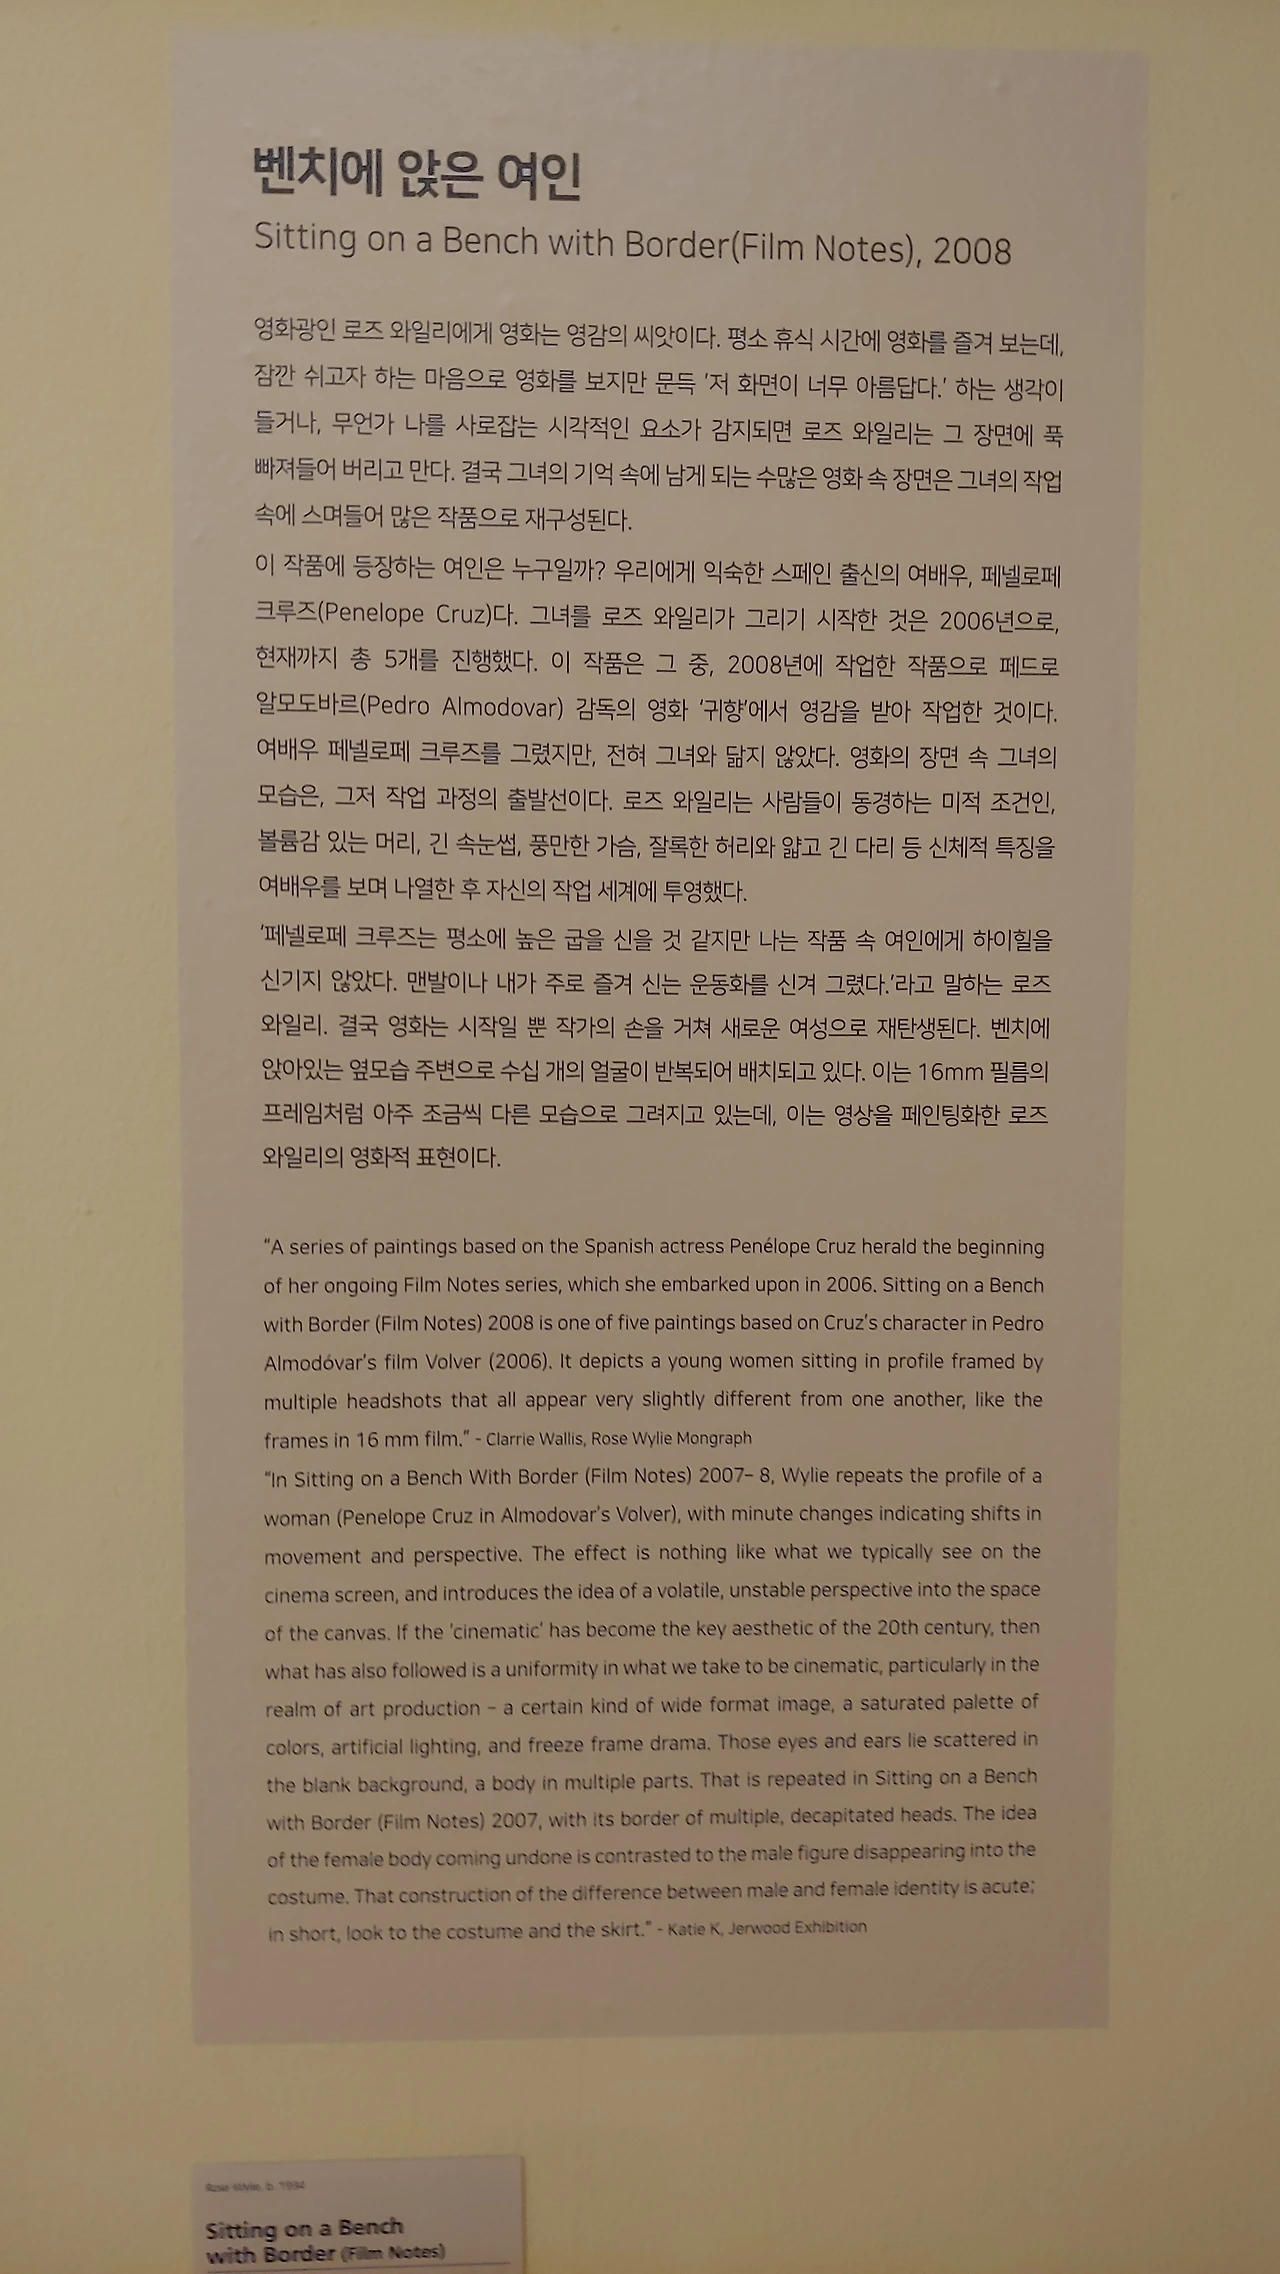 벤치에 앉은 여인
Sitting on a Bench with Border(Film Notes), 2008
영화광인 로즈 와일리에게 영화는 영감의 씨앗이다. 평소 휴식 시간에 영화를 즐겨 보는데,
잠깐 쉬고자 하는 마음으로 영화를 보지만 문득 '저 화면이 너무 아름답다.' 하는 생각이
들거나, 무언가 나를 사로잡는 시각적인 요소가 감지되면 로즈 와일리는 그 장면에 푹
빠져들어 버리고 만다. 결국 그녀의 기억 속에 남게 되는 수많은 영화 속 장면은 그녀의 작업
속에 스며들어 많은 작품으로 재구성된다.
이 작품에 등장하는 여인은 누구일까? 우리에게 익숙한 스페인 출신의 여배우, 페넬로페
크루즈(Penelope Cruz)다. 그녀를 로즈 와일리가 그리기 시작한 것은 2006년으로,
현재까지 총 5개를 진행했다. 이 작품은 그 중, 2008년에 작업한 작품으로 페드로
알모도바르(Pedro Almodovar) 감독의 영화 '귀향'에서 영감을 받아 작업한 것이다.
여배우 페넬로페 크루즈를 그렸지만, 전혀 그녀와 닮지 않았다. 영화의 장면 속 그녀의
모습은, 그저 작업 과정의 출발선이다. 로즈 와일리는 사람들이 동경하는 미적 조건인,
볼륨감 있는 머리, 긴 속눈썹, 풍만한 가슴, 잘록한 허리와 얇고 긴 다리 등 신체적 특징을
여배우를 보며 나열한 후 자신의 작업 세계에 투영했다.
'페넬로페 크루즈는 평소에 높은 굽을 신을 것 같지만 나는 작품 속 여인에게 하이힐을
신기지 않았다. 맨발이나 내가 주로 즐겨 신는 운동화를 신겨 그렸다.'라고 말하는 로즈
와일리. 결국 영화는 시작일 뿐 작가의 손을 거쳐 새로운 여성으로 재탄생된다. 벤치에
앉아있는 옆모습 주변으로 수십 개의 얼굴이 반복되어 배치되고 있다. 이는 16mm 필름의
프레임처럼 아주 조금씩 다른 모습으로 그려지고 있는데, 이는 영상을 페인팅화한 로즈
와일리의 영화적 표현이다.
"A series of paintings based on the Spanish actress Penélope Cruz herald the beginning
of her ongoing Film Notes series, which she embarked upon in 2006. Sitting on a Bench
with Border (Film Notes) 2008 is one of five paintings based on Cruz's character in Pedro
Almodóvar's film Volver (2006). It depicts a young women sitting in profile framed by
multiple headshots that all appear very slightly different from one another, like the
frames in 16 mm film." - Clarrie Wallis, Rose Wylie Mongraph
"In Sitting on a Bench With Border (Film Notes) 2007– 8, Wylie repeats the profile of a
woman (Penelope Cruz in Almodovar's Volver), with minute changes indicating shifts in
movement and perspective. The effect is nothing like what we typically see on the
cinema screen, and introduces the idea of a volatile, unstable perspective into the space
of the canvas. If the 'cinematic' has become the key aesthetic of the 20th century, then
what has also followed is a uniformity in what we take to be cinematic, particularly in the
realm of art production – a certain kind of wide format image, a saturated palette of
colors, artificial lighting, and freeze frame drama. Those eyes and ears lie scattered in
the blank background, a body in multiple parts. That is repeated in Sitting on a Bench
with Border (Film Notes) 2007, with its border of multiple, decapitated heads. The idea
of the female body coming undone is contrasted to the male figure disappearing into the
costume. That construction of the difference between male and female identity is acute;
in short, look to the costume and the skirt." - Katie K, Jerwood Exhibition
Rose Wylie, b. 1934
Sitting on a Bench
with Border (Film Notes)